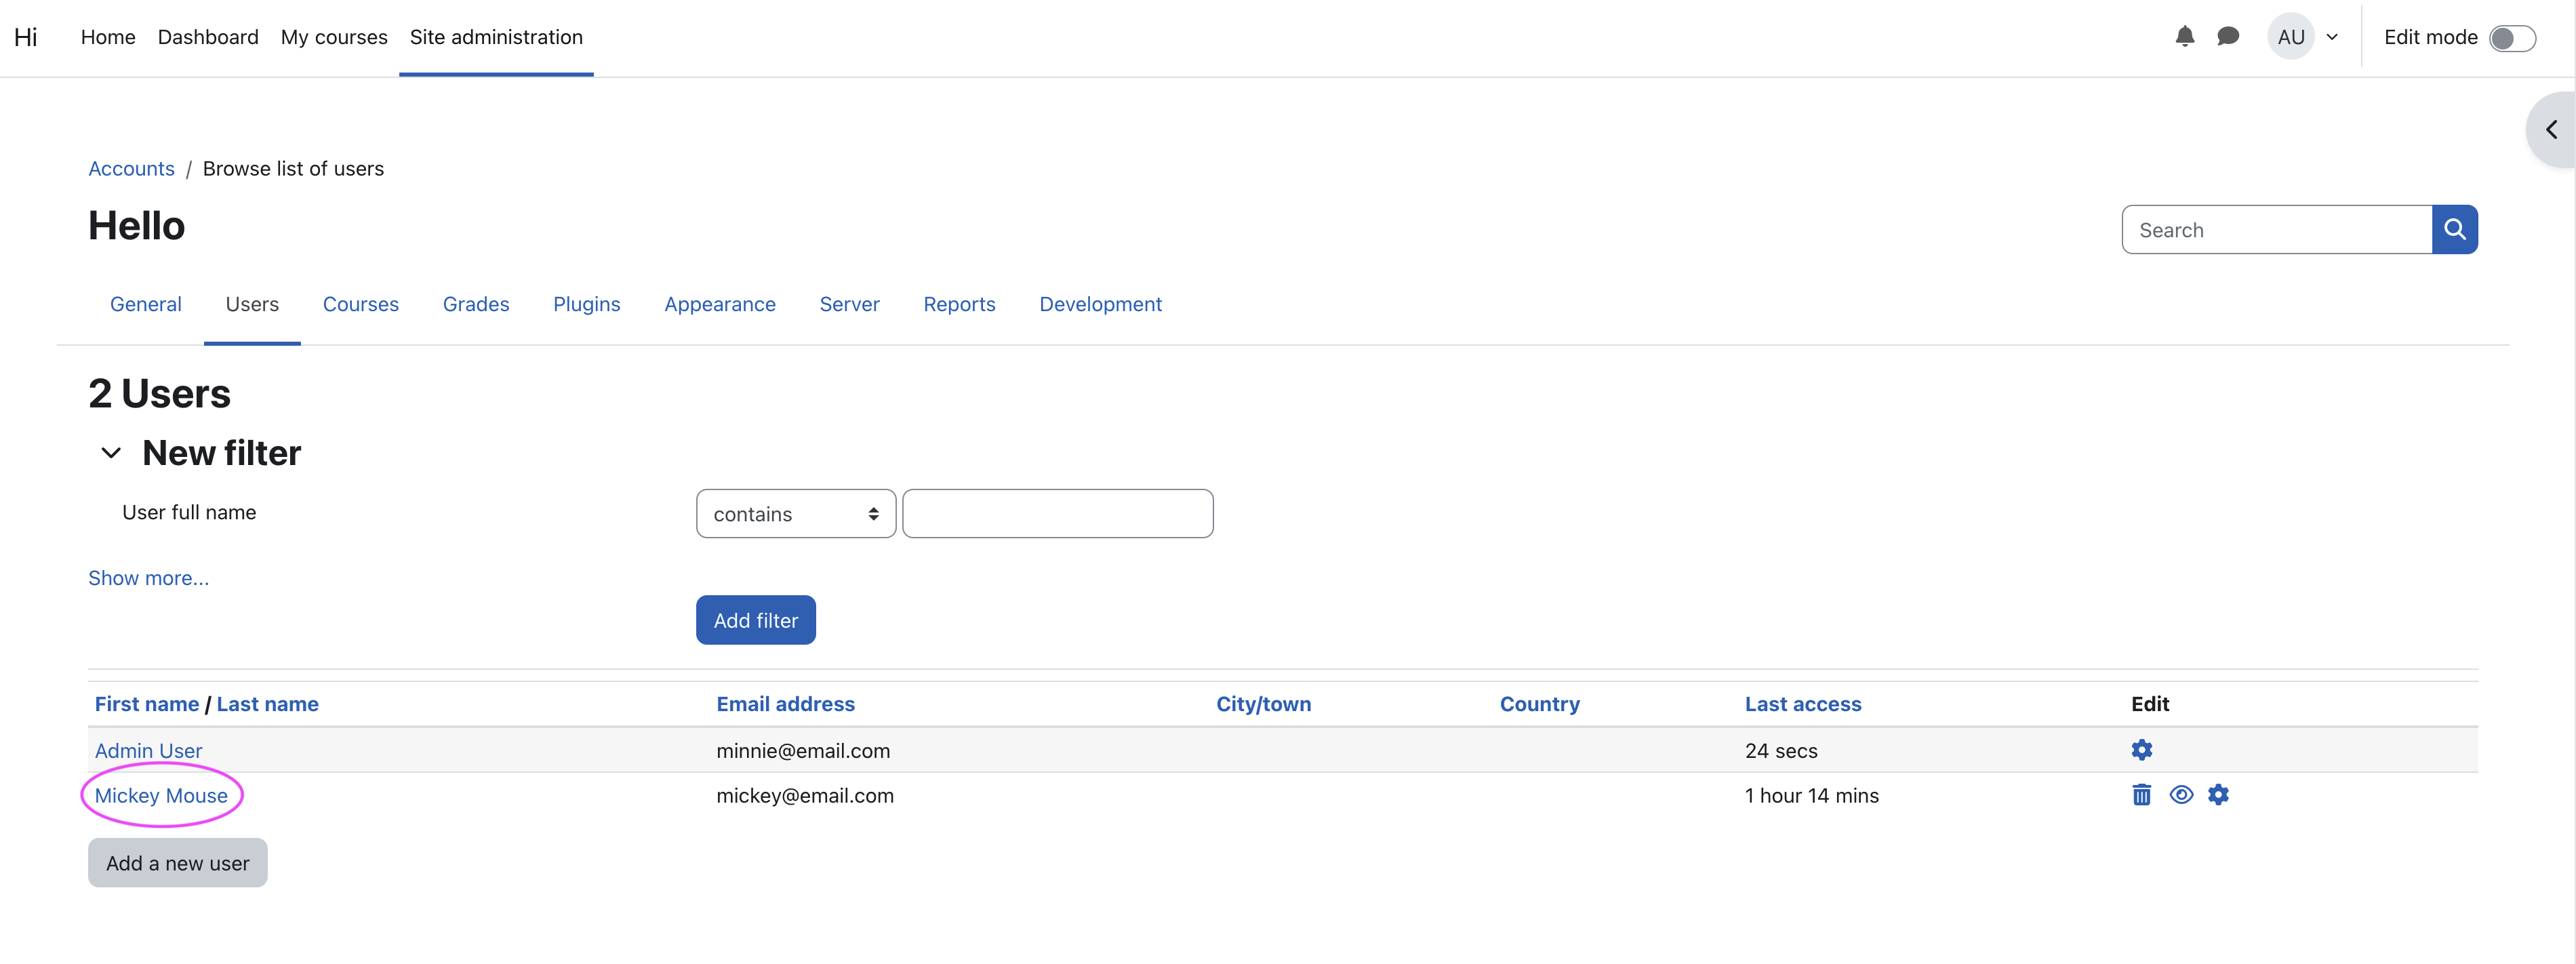 Hi Home Dashboard My courses Site administration AU Edit mode
Accounts / Browse list of users
Hello
Search
General Users Courses Grades Plugins Appearance Server Reports Development
2 Users
New filter
User full name contains
Show more...
Add filter
First name / Last name Email address City/town Country Last access Edit
Admin User minnie@email.com 24 secs
Mickey Mouse mickey@email.com 1 hour 14 mins
Add a new user